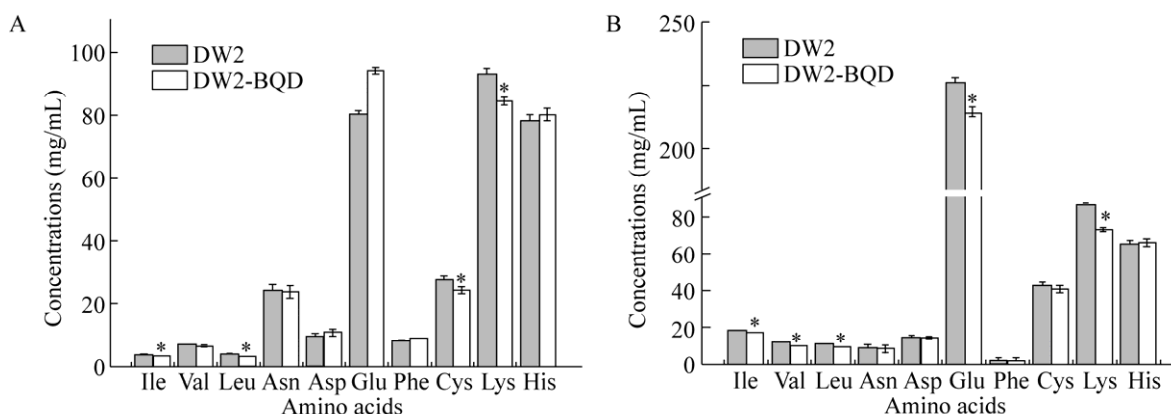 A
Concentrations (mg/mL)
100
80
60
40
20
0
DW2
DW2-BQD
*
*
*
*
Ile Val Leu Asn Asp Glu Phe Cys Lys His
Amino acids
B
Concentrations (mg/mL)
250
200
80
60
40
20
0
DW2
DW2-BQD
*
*
*
*
*
Ile Val Leu Asn Asp Glu Phe Cys Lys His
Amino acids